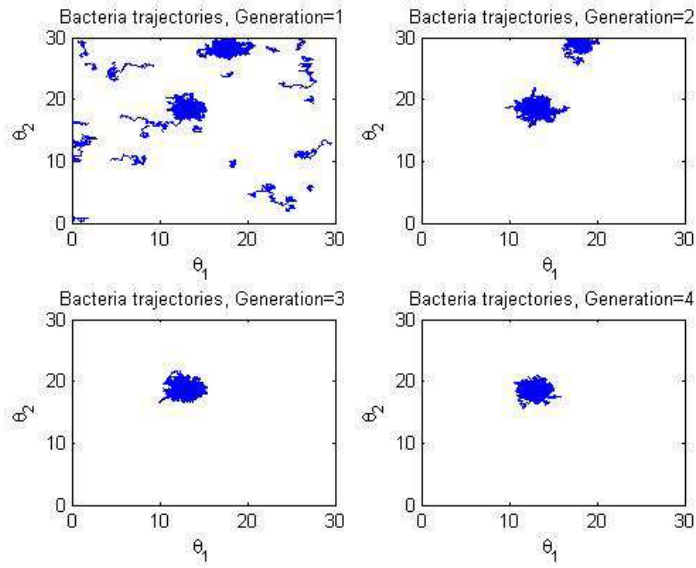 Bacteria trajectories, Generation=1
Bacteria trajectories, Generation=2
30
20
10
0
θ2
0 10 20 30
θ1
30
20
10
0
θ2
0 10 20 30
θ1
Bacteria trajectories, Generation=3
Bacteria trajectories, Generation=4
30
20
10
0
θ2
0 10 20 30
θ1
30
20
10
0
θ2
0 10 20 30
θ1